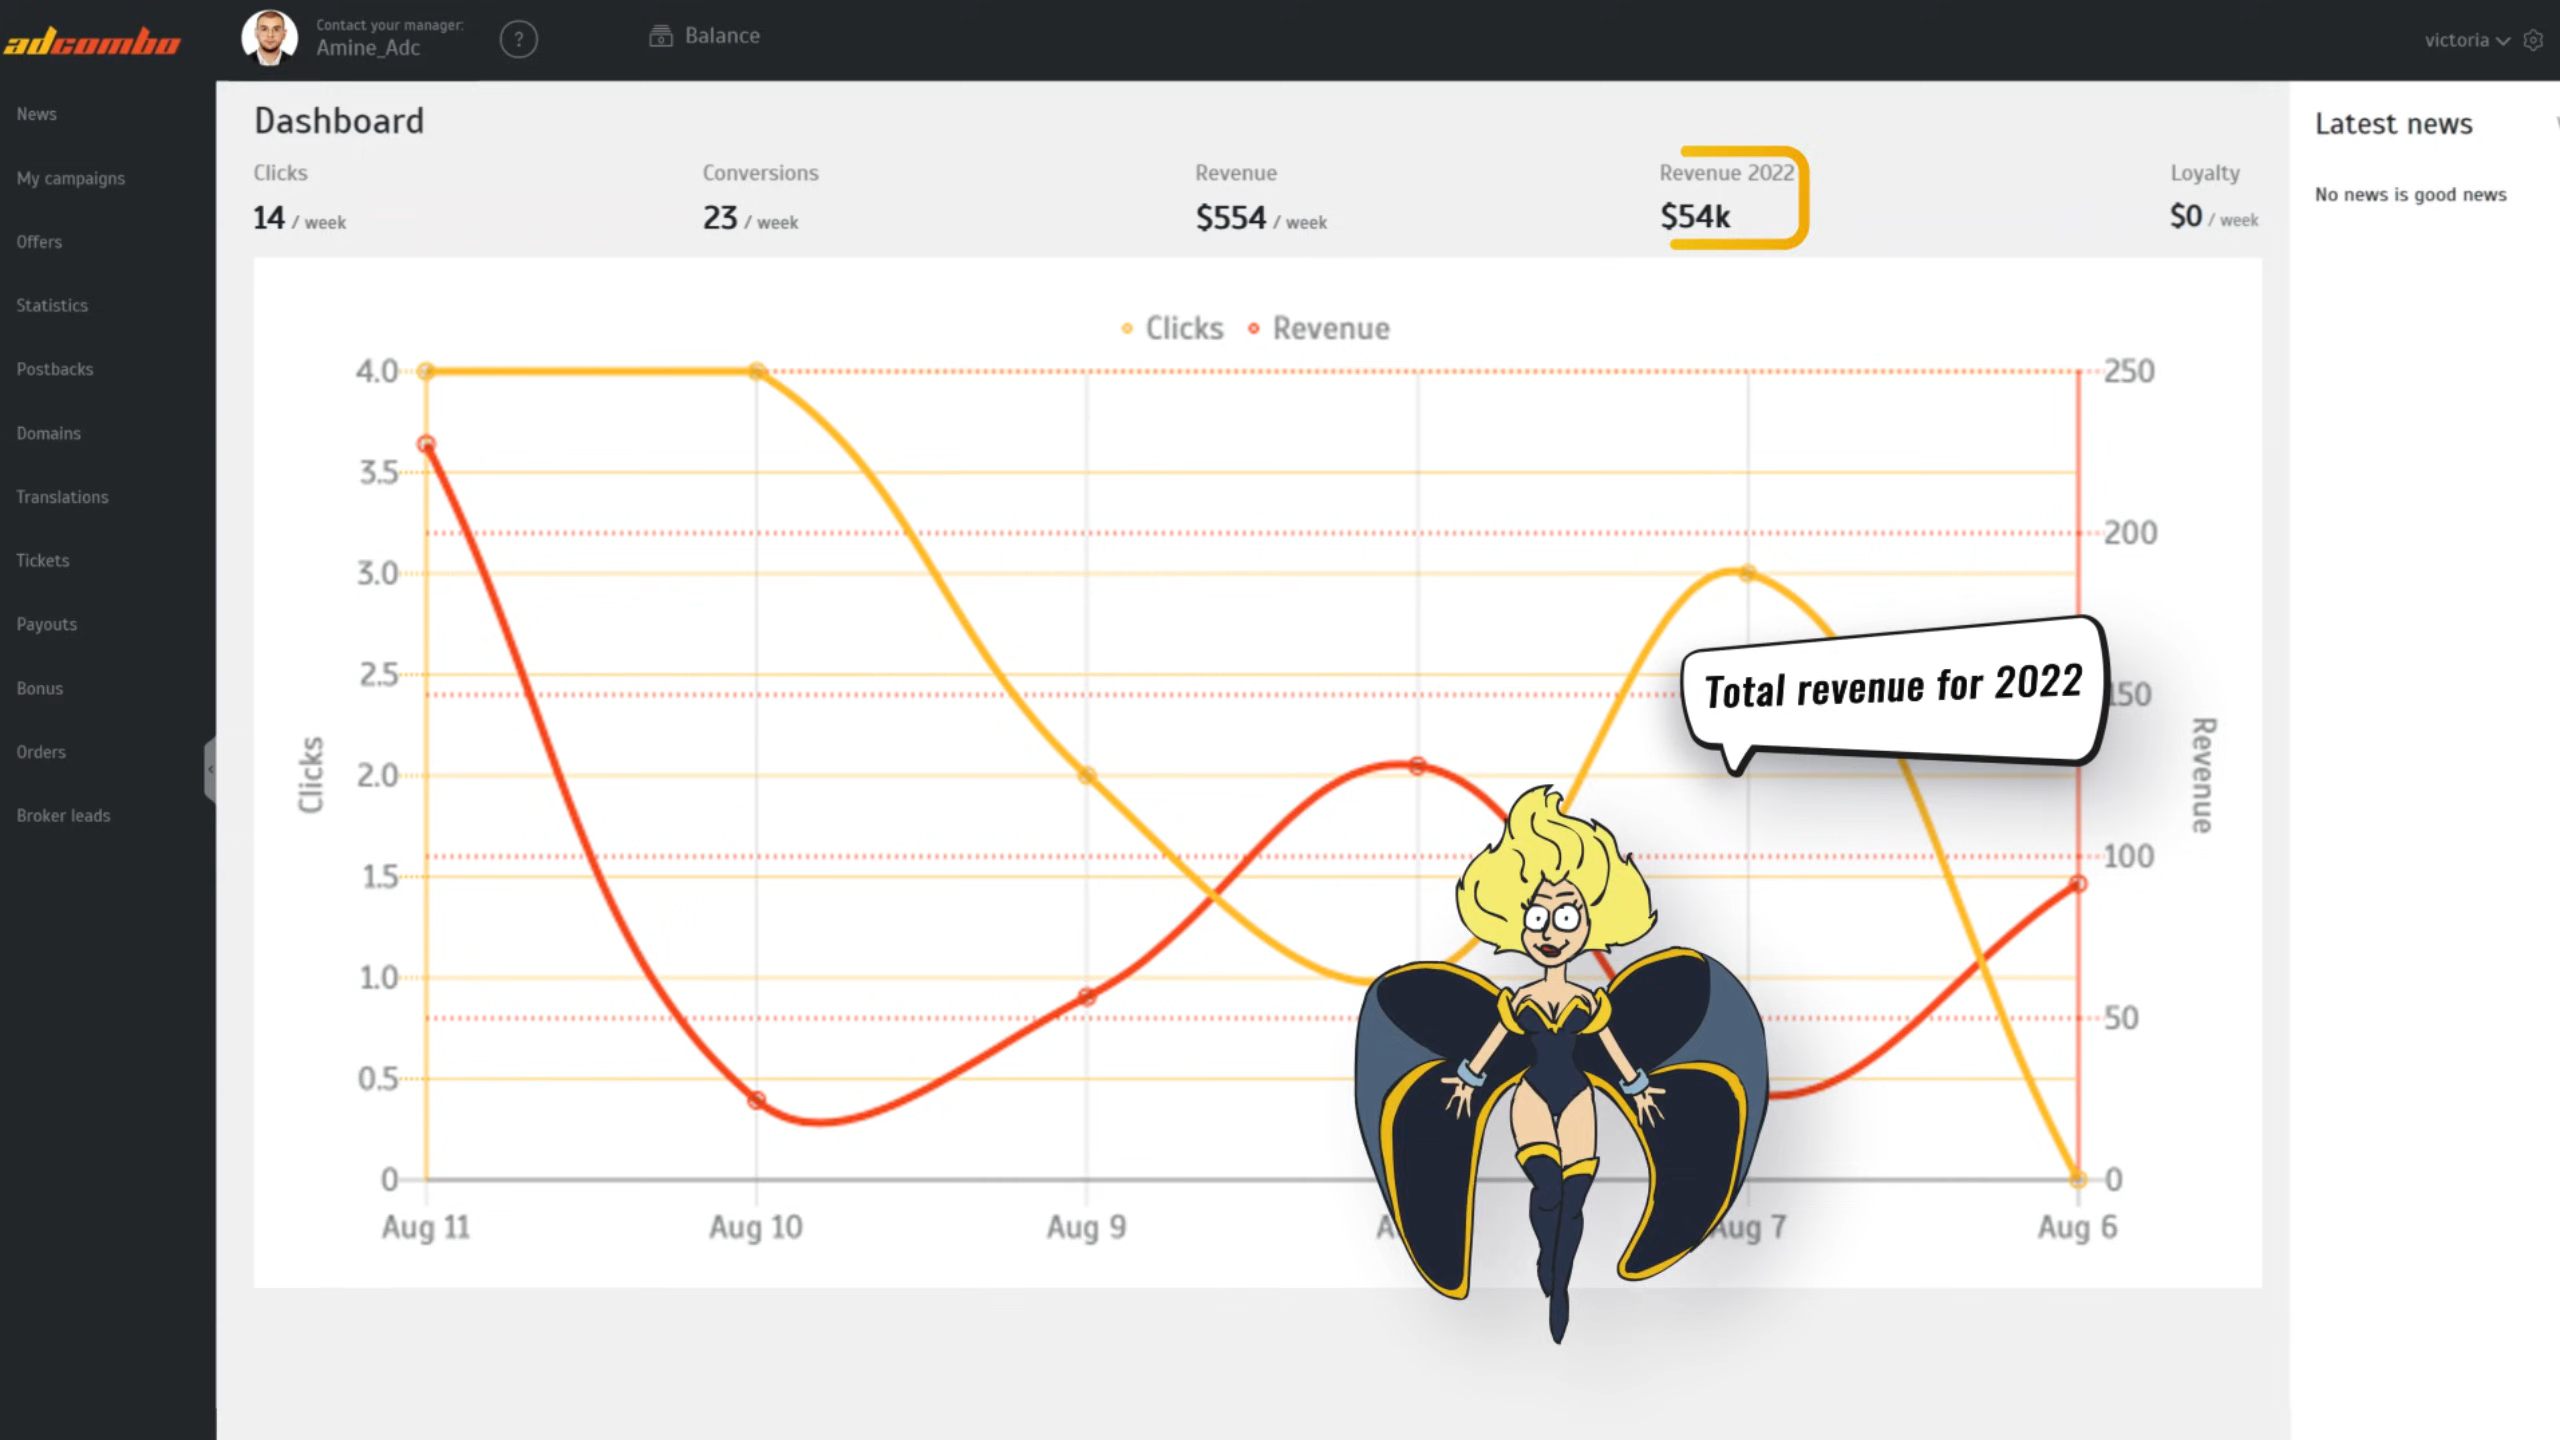 adcombo
Contact your manager:
Amine_Adc
?
Balance
victoria
News
My campaigns
Offers
Statistics
Postbacks
Domains
Translations
Tickets
Payouts
Bonus
Orders
Broker leads
Dashboard
Clicks
14 / week
Conversions
23 / week
Revenue
$554 / week
Revenue 2022
$54k
Loyalty
$0 / week
Latest news
No news is good news
Clicks Revenue
4.0
3.5
3.0
2.5
2.0
1.5
1.0
0.5
0
Clicks
250
200
150
100
50
0
Revenue
Total revenue for 2022
Aug 11
Aug 10
Aug 9
Aug 7
Aug 6